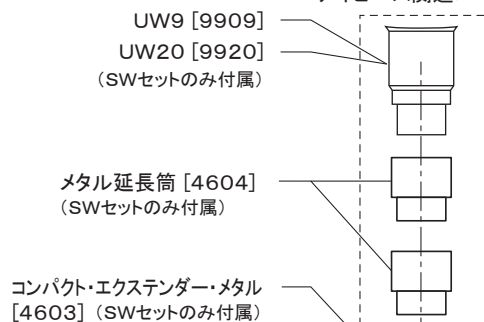 UW9 [9909]
UW20 [9920]
(SWセットのみ付属)
メタル延長筒 [4604]
(SWセットのみ付属)
コンパクト・エクステンダー・メタル
[4603] (SWセットのみ付属)